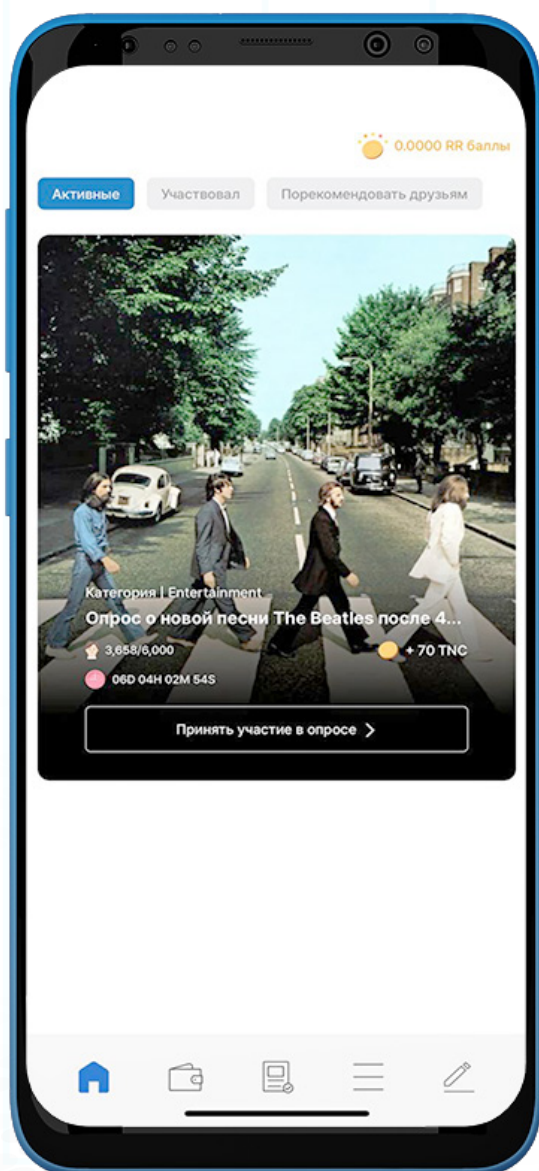 0.0000 RR баллы
Активные Участвовал Порекомендовать друзьям
Категория | Entertainment
Опрос о новой песни The Beatles после 4...
3,658/6,000 + 70 TNC
06D 04H 02M 54S
Принять участие в опросе >